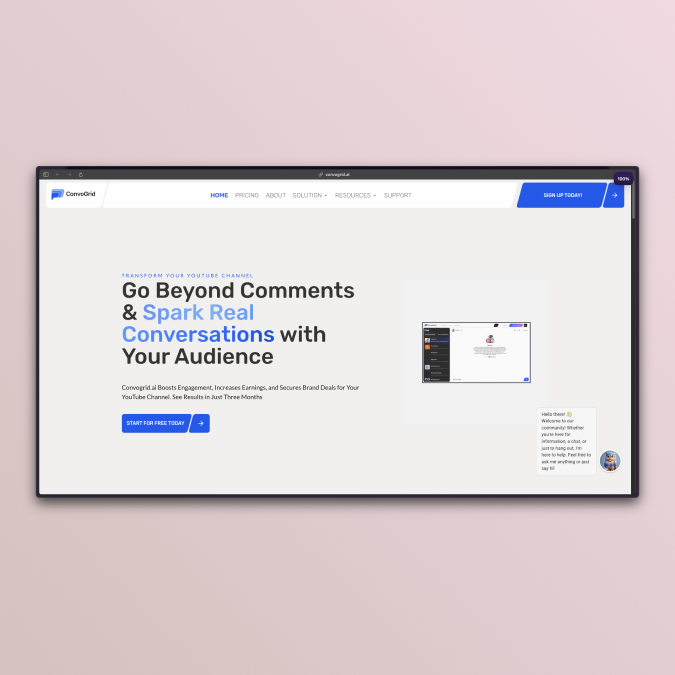 convogrid.ai
100%
ConvoGrid
HOME PRICING ABOUT SOLUTION RESOURCES SUPPORT
SIGN UP TODAY!
TRANSFORM YOUR YOUTUBE CHANNEL
Go Beyond Comments
& Spark Real
Conversations with
Your Audience
Convogrid.ai Boosts Engagement, Increases Earnings, and Secures Brand Deals for Your
YouTube Channel. See Results in Just Three Months
START FOR FREE TODAY
Hello there! 👋
Welcome to our
community! Whether
you're here for
information, a chat, or
just to hang out, I'm
here to help. Feel free to
ask me anything or just
say hi!